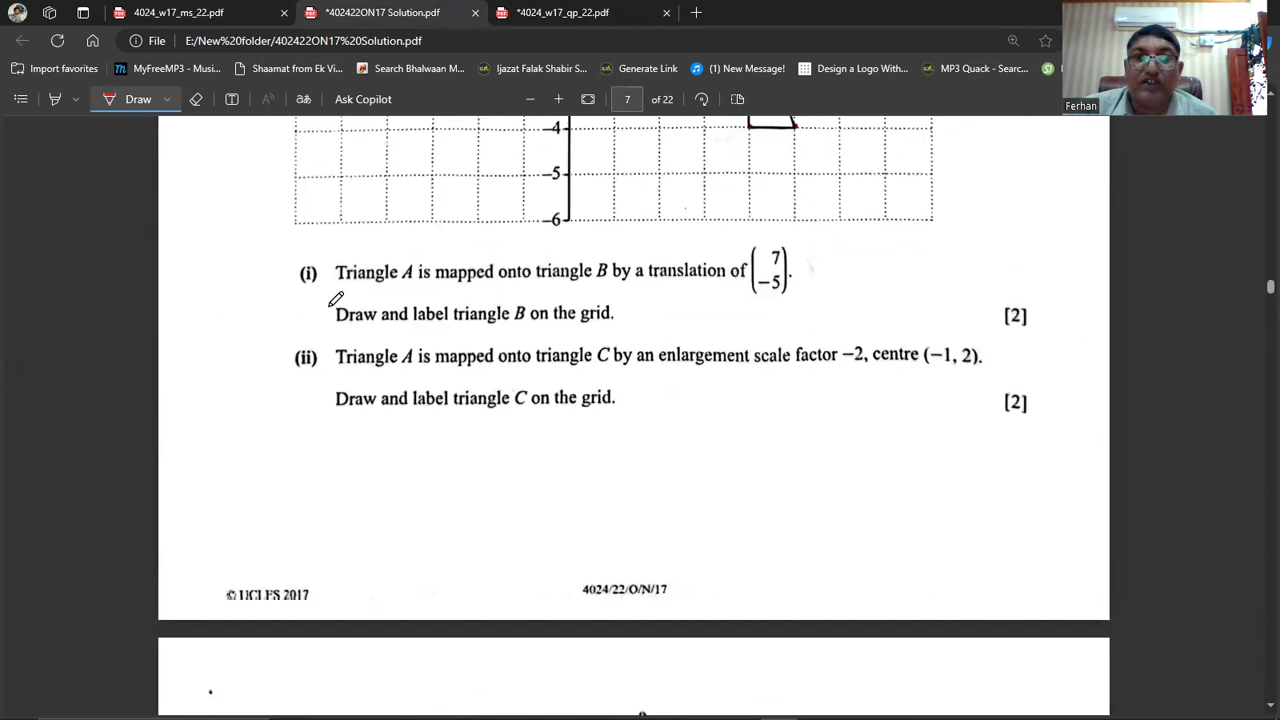 4024_w17_ms_22.pdf
*402422ON17 Solution.pdf
*4024_w17_qp_22.pdf
File
E:/New%20folder/402422ON17%20Solution.pdf
Import favorites
MyFreeMP3 - Musi...
Shaamat from Ek Vi...
Search Bhalwaan M...
Ijazat Falak Shabir S...
Generate Link
(1) New Message!
Design a Logo With...
MP3 Quack - Searc...
Draw
Ask Copilot
7 of 22
Ferhan
-4
-5
-6
(i) Triangle A is mapped onto triangle B by a translation of (7 -5).
Draw and label triangle B on the grid. [2]
(ii) Triangle A is mapped onto triangle C by an enlargement scale factor −2, centre (−1, 2).
Draw and label triangle C on the grid. [2]
© UCLES 2017
4024/22/O/N/17